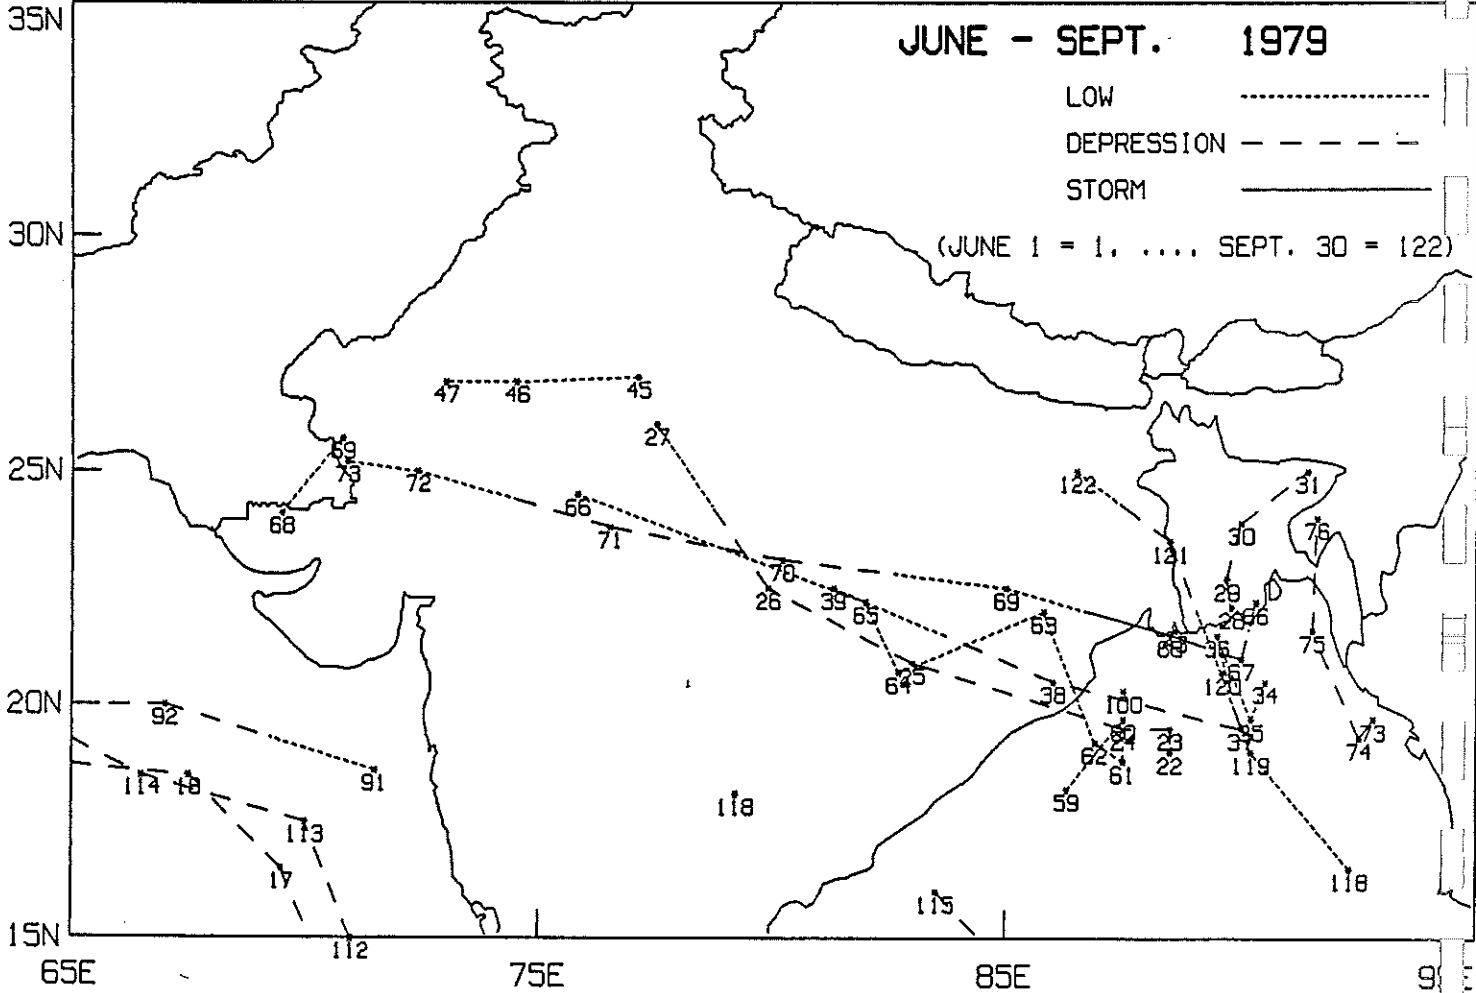 35N
JUNE - SEPT. 1979
LOW
DEPRESSION
STORM
30N
(JUNE 1 = 1, .... SEPT. 30 = 122)
47 46 45
27
25N
69
73 72
122 31
66
68
71
30 76
121
70
26 39 65 69 29
63 28 66
36 75
25 67
64 120
20N
38 34
92 100
24 23 37 35 73
62 22 119 74
61
114 18 91
118 59
113
17 118
115
15N
112
65E 75E 85E